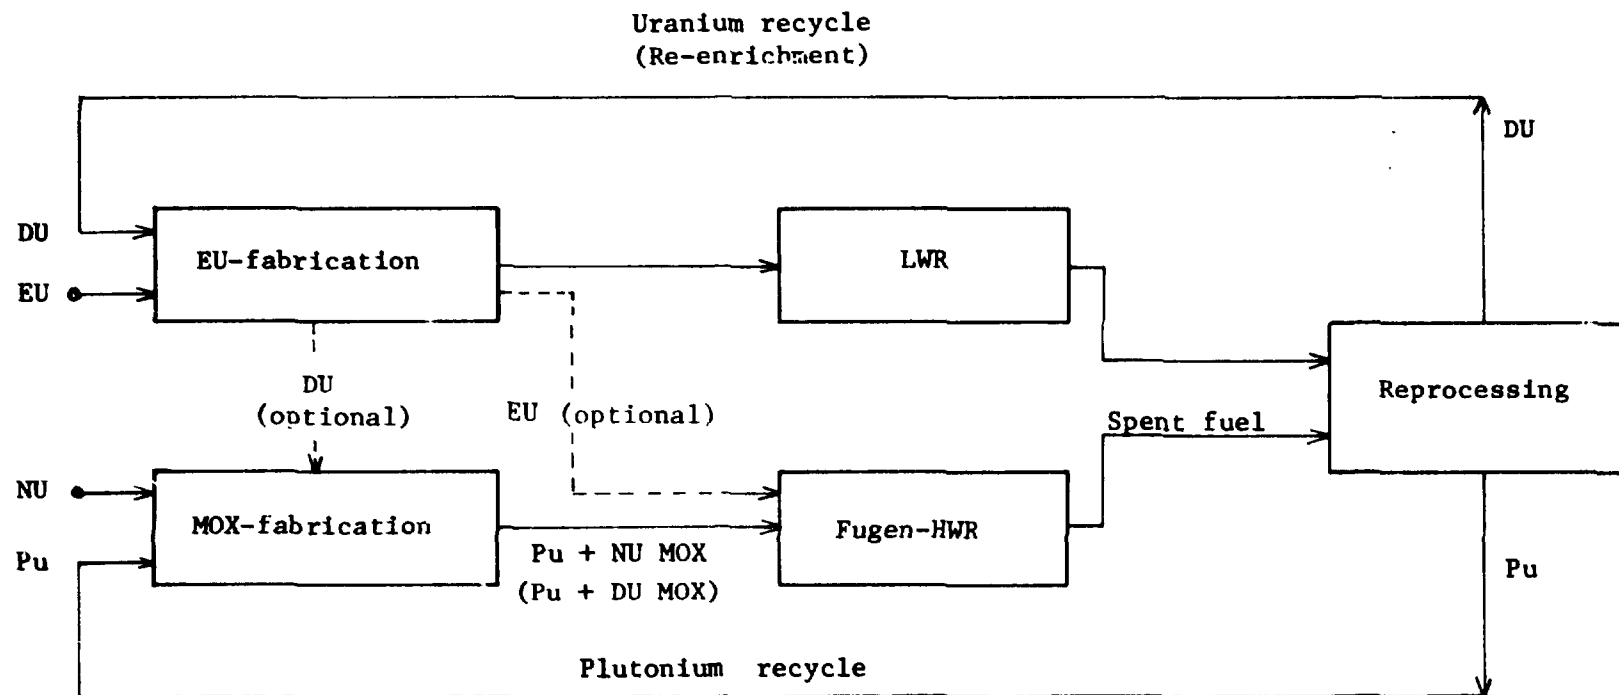 Uranium recycle
(Re-enrichment)
DU
DU
EU-fabrication
LWR
EU
Reprocessing
DU
(optional)
EU (optional)
Spent fuel
NU
MOX-fabrication
Fugen-HWR
Pu
Pu + NU MOX
(Pu + DU MOX)
Pu
Plutonium recycle